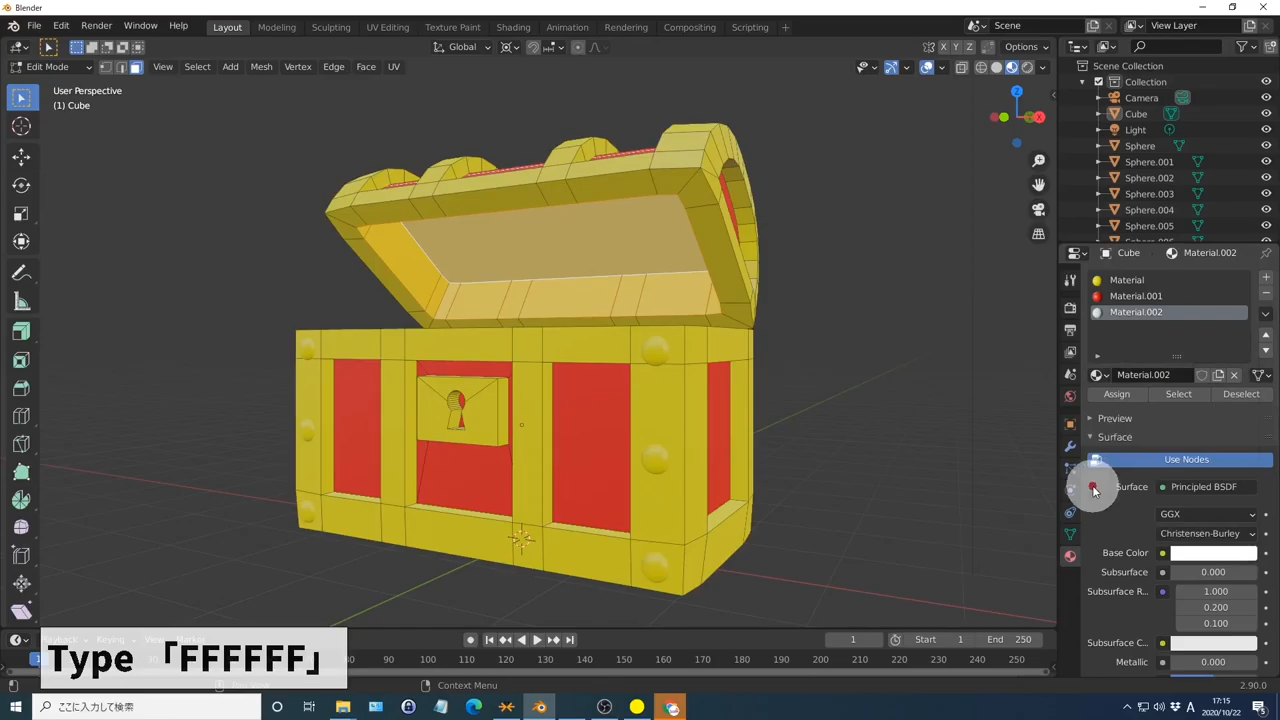 Blender
File Edit Render Window Help Layout Modeling Sculpting UV Editing Texture Paint Shading Animation Rendering Compositing Scripting + Scene View Layer
Global Options
X Y Z
Edit Mode View Select Add Mesh Vertex Edge Face UV
User Perspective
(1) Cube
Z
X
Scene Collection
Collection
Camera
Cube
Light
Sphere
Sphere.001
Sphere.002
Sphere.003
Sphere.004
Sphere.005
Cube Material.002
Material
Material.001
Material.002
Material.002
Assign Select Deselect
Preview
Surface
Use Nodes
Surface Principled BSDF
GGX
Christensen-Burley
Base Color
Subsurface 0.000
Subsurface R... 1.000
0.200
0.100
Subsurface C...
Metallic 0.000
Playback Keying View Marker
1 Start 1 End 250
80 90 100 110 120 130 140 150 160 170 180 190 200 210 220 230 240 250
Type 「FFFFFF」
Context Menu
2.90.0
ここに入力して検索
17:15
2020/10/22